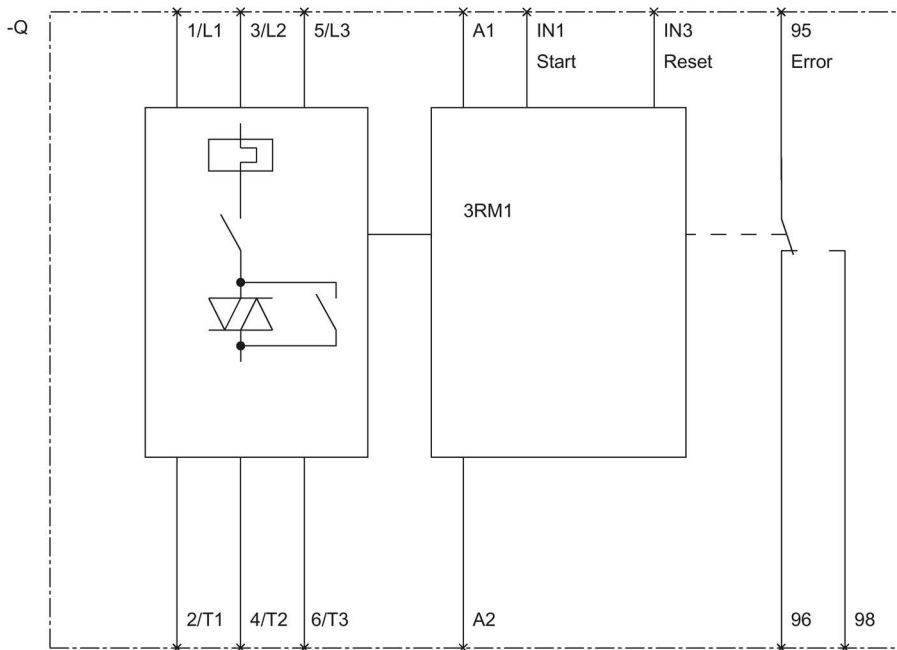 -Q
1/L1 3/L2 5/L3 A1 IN1 IN3 95
Start Reset Error
3RM1
2/T1 4/T2 6/T3 A2 96 98